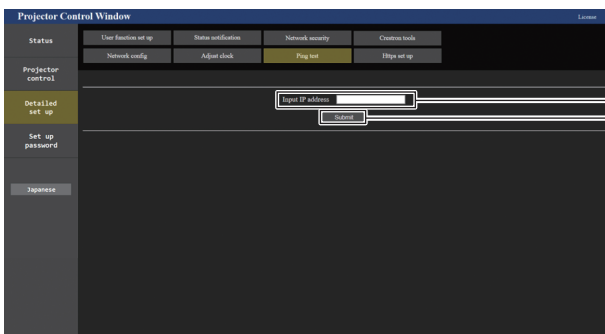 Projector Control Window
License
Status
User function set up
Status notification
Network security
Crestron tools
Network config
Adjust clock
Ping test
Https set up
Projector
control
Detailed
set up
Input IP address
Submit
Set up
password
Japanese